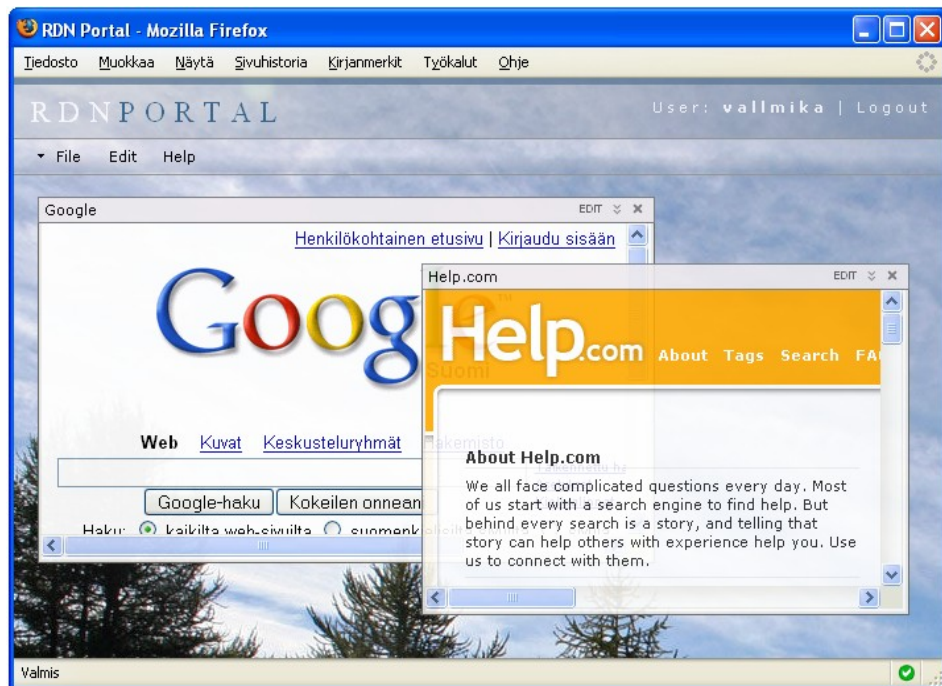 RDN Portal - Mozilla Firefox
Tiedosto Muokkaa Näytä Sivuhistoria Kirjanmerkit Työkalut Ohje
RDNPORTAL User: vallmika | Logout
File Edit Help
Google EDIT
Henkilökohtainen etusivu | Kirjaudu sisään
Google™
Suomi
Web Kuvat Keskusteluryhmät Hakemisto
Google-haku Kokeilen onnean
Haku: kaikilta web-sivuilta
Help.com EDIT
Help.com About Tags Search
About Help.com
We all face complicated questions every day. Most
of us start with a search engine to find help. But
behind every search is a story, and telling that
story can help others with experience help you. Use
us to connect with them.
Valmis